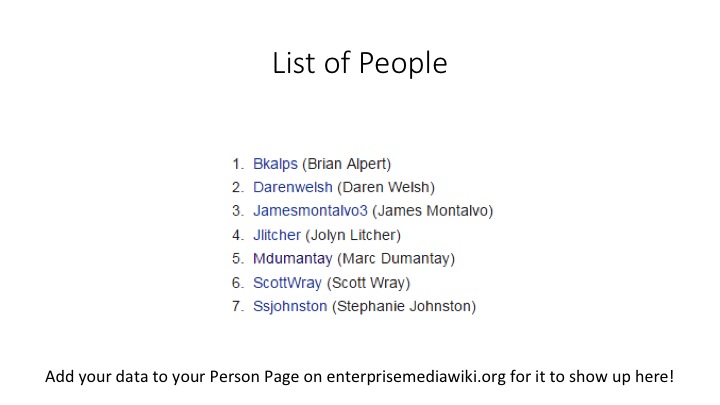 List of People
1. Bkalps (Brian Alpert)
2. Darenwelsh (Daren Welsh)
3. Jamesmontalvo3 (James Montalvo)
4. Jlitcher (Jolyn Litcher)
5. Mdumantay (Marc Dumantay)
6. ScottWray (Scott Wray)
7. Ssjohnston (Stephanie Johnston)
Add your data to your Person Page on enterprisemediawiki.org for it to show up here!